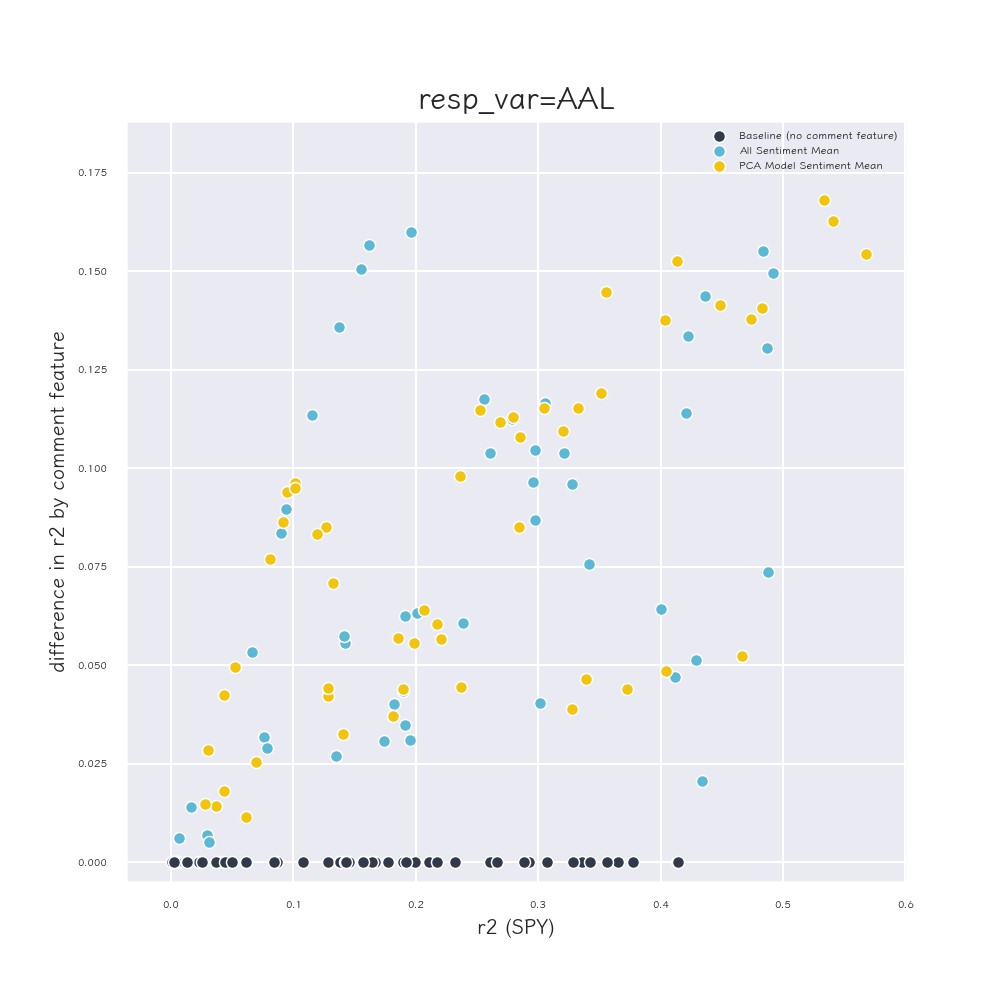 resp_var=AAL
Baseline (no comment feature)
All Sentiment Mean
PCA Model Sentiment Mean
0.175
0.150
0.125
0.100
0.075
0.050
0.025
0.000
difference in r2 by comment feature
0.0 0.1 0.2 0.3 0.4 0.5 0.6
r2 (SPY)